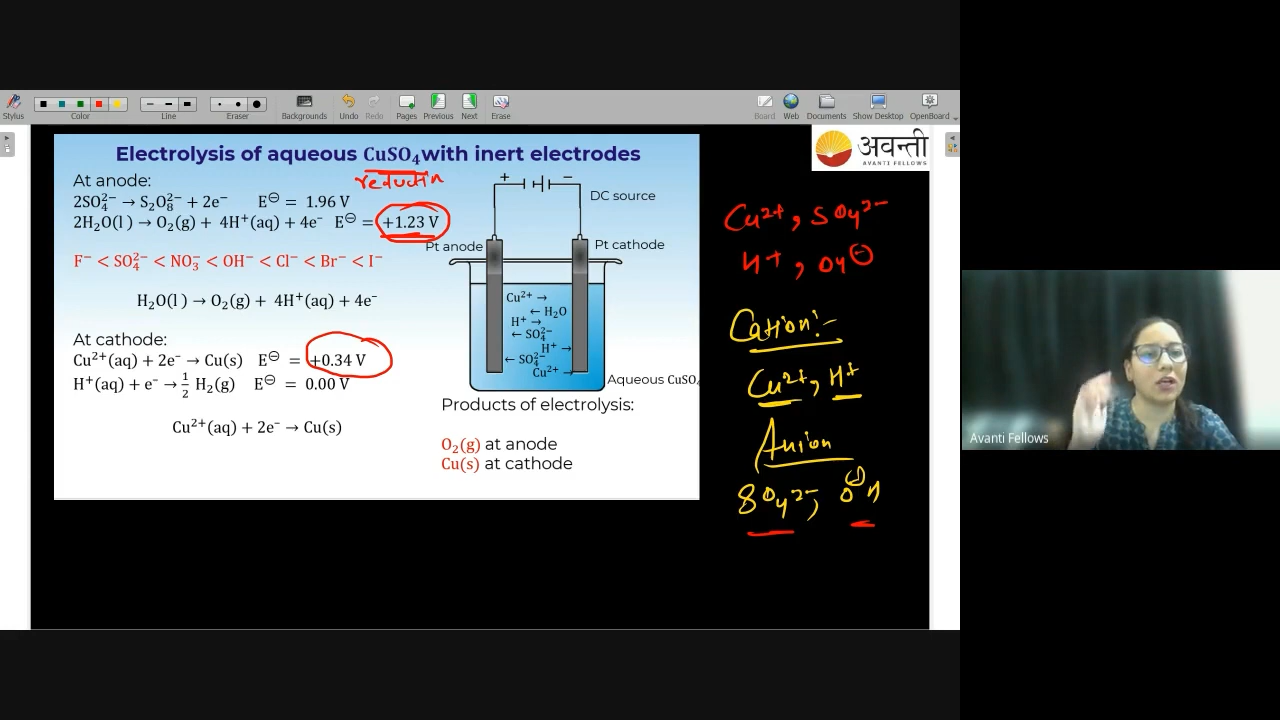 Stylus
Color
Line
Eraser
Backgrounds
Undo
Redo
Pages
Previous
Next
Erase
Board
Web
Documents
Show Desktop
OpenBoard
अवन्ती
AVANTI FELLOWS
Electrolysis of aqueous CuSO₄with inert electrodes
reduction
At anode:
2SO₄²⁻ → S₂O₈²⁻ + 2e⁻ E⊖ = 1.96 V
2H₂O(l ) → O₂(g) + 4H⁺(aq) + 4e⁻ E⊖ = +1.23 V
F⁻ < SO₄²⁻ < NO₃⁻ < OH⁻ < Cl⁻ < Br⁻ < I⁻
H₂O(l ) → O₂(g) + 4H⁺(aq) + 4e⁻
At cathode:
Cu²⁺(aq) + 2e⁻ → Cu(s) E⊖ = +0.34 V
H⁺(aq) + e⁻ → 1/2 H₂(g) E⊖ = 0.00 V
Cu²⁺(aq) + 2e⁻ → Cu(s)
+ −
DC source
Pt anode
Pt cathode
Cu²⁺ →
← H₂O
H⁺ →
← SO₄²⁻
H⁺ →
← SO₄²⁻
Cu²⁺ →
Aqueous CuSO₄
Products of electrolysis:
O₂(g) at anode
Cu(s) at cathode
Cu²⁺, SO₄²⁻
H⁺, OH⊖
Cation:-
Cu²⁺, H⁺
Anion
SO₄²⁻, OH
Avanti Fellows